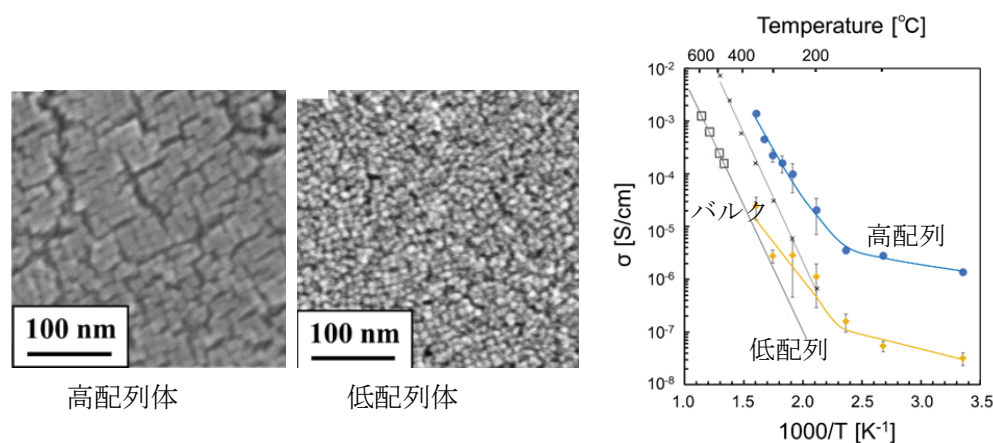 100 nm
高配列体
100 nm
低配列体
Temperature [℃]
600 400 200
10⁻²
10⁻³
10⁻⁴
10⁻⁵
10⁻⁶
10⁻⁷
10⁻⁸
σ [S/cm]
バルク
高配列
低配列
1.0 1.5 2.0 2.5 3.0 3.5
1000/T [K⁻¹]